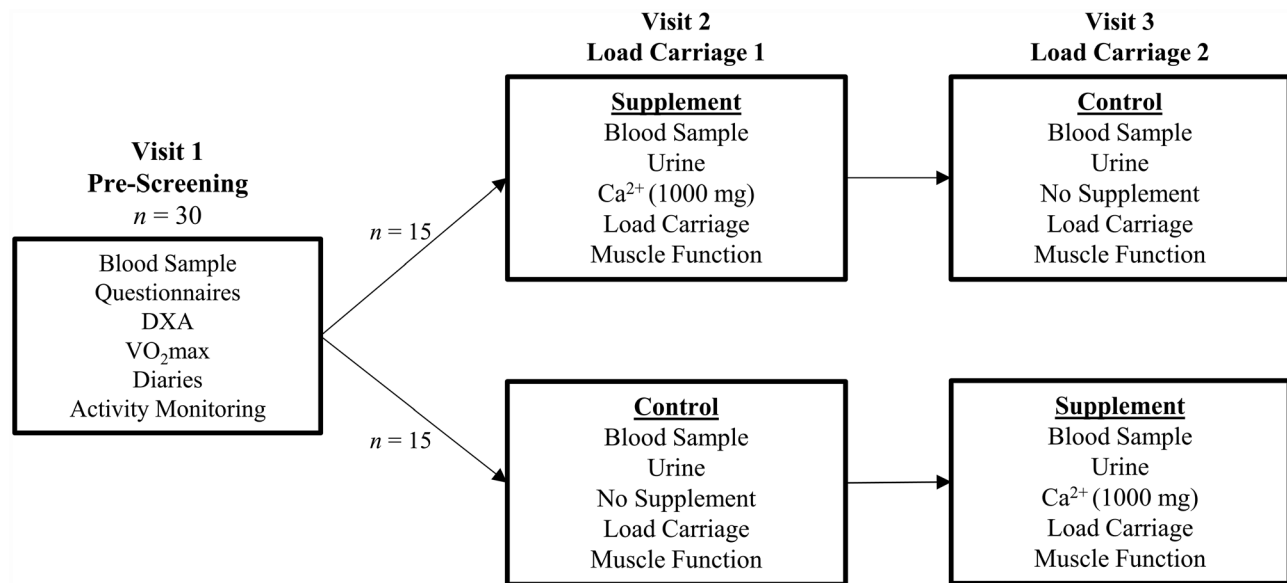 Visit 1
Pre-Screening
n = 30
Blood Sample
Questionnaires
DXA
VO₂max
Diaries
Activity Monitoring
n = 15
n = 15
Visit 2
Load Carriage 1
Supplement
Blood Sample
Urine
Ca²⁺ (1000 mg)
Load Carriage
Muscle Function
Control
Blood Sample
Urine
No Supplement
Load Carriage
Muscle Function
Visit 3
Load Carriage 2
Control
Blood Sample
Urine
No Supplement
Load Carriage
Muscle Function
Supplement
Blood Sample
Urine
Ca²⁺ (1000 mg)
Load Carriage
Muscle Function